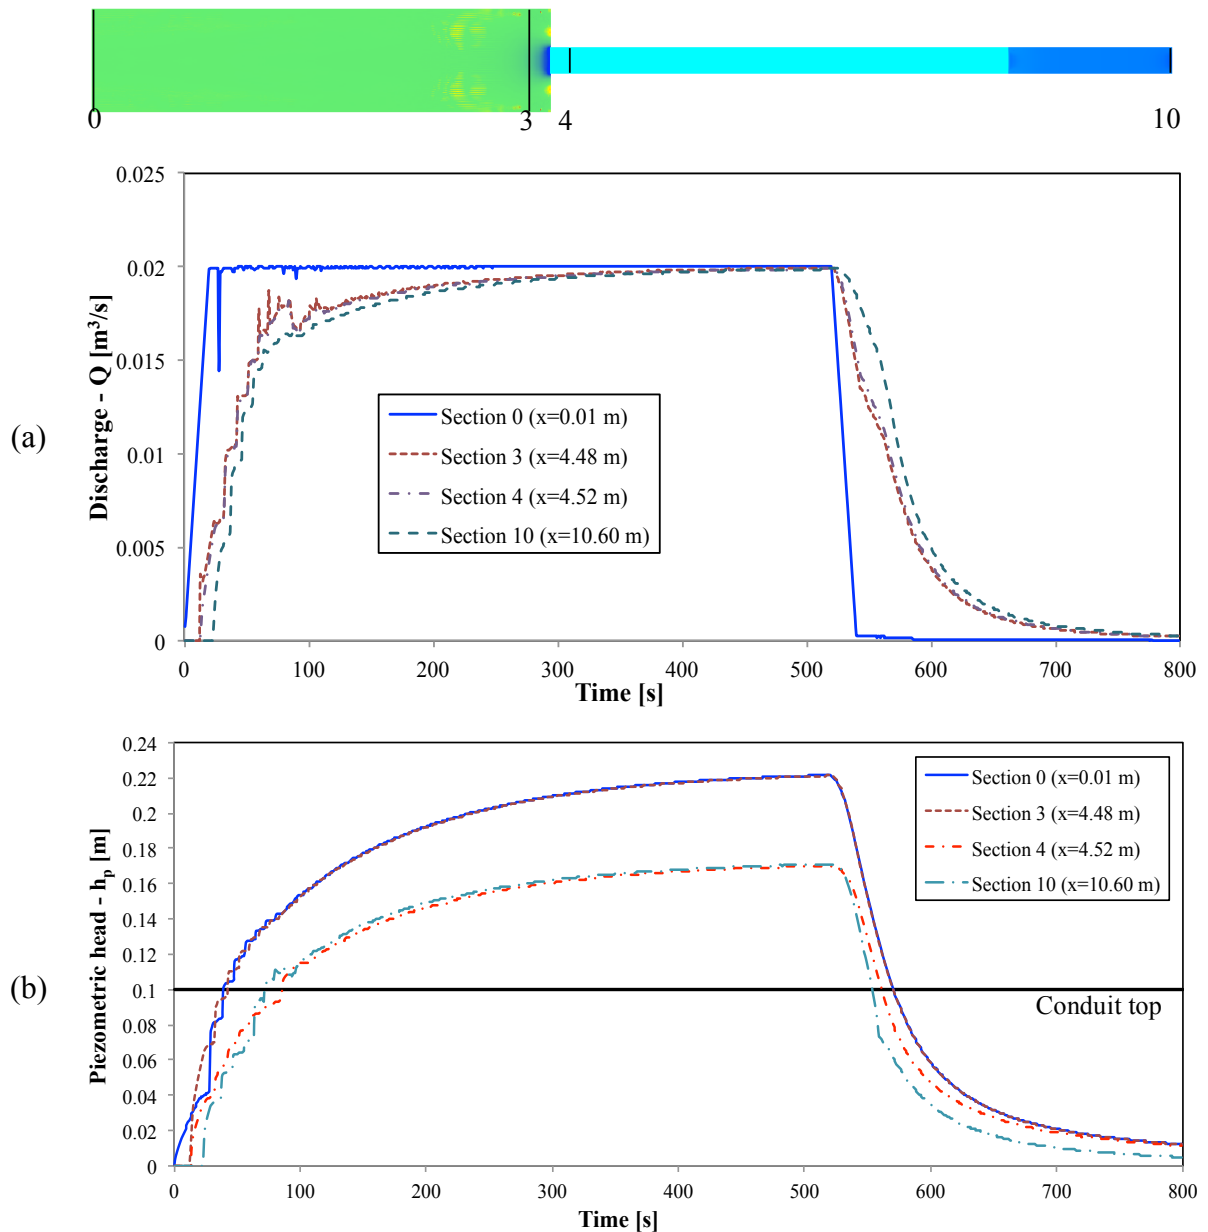 0 3 4 10
(a)
Discharge - Q [m³/s]
0.025
0.02
0.015
0.01
0.005
0
Section 0 (x=0.01 m)
Section 3 (x=4.48 m)
Section 4 (x=4.52 m)
Section 10 (x=10.60 m)
0 100 200 300 400 500 600 700 800
Time [s]
(b)
Piezometric head - hₚ [m]
0.24
0.22
0.2
0.18
0.16
0.14
0.12
0.1
0.08
0.06
0.04
0.02
0
Section 0 (x=0.01 m)
Section 3 (x=4.48 m)
Section 4 (x=4.52 m)
Section 10 (x=10.60 m)
Conduit top
0 100 200 300 400 500 600 700 800
Time [s]